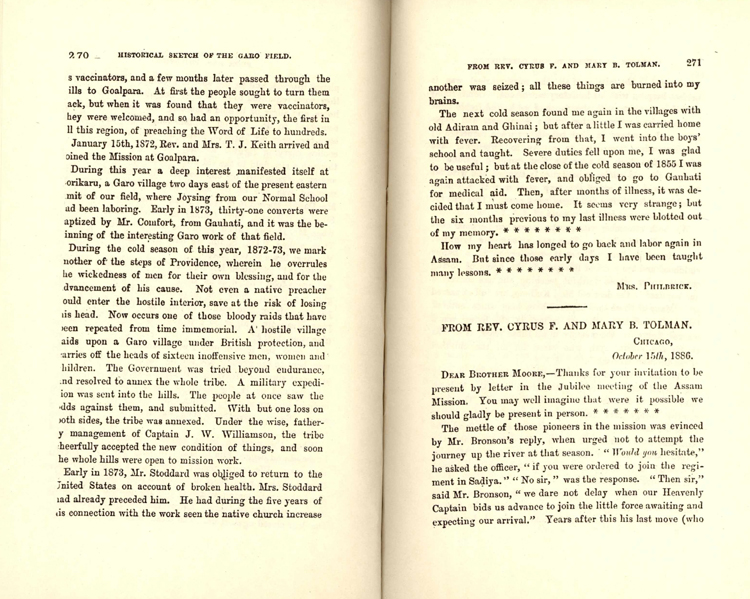 270
HISTORICAL SKETCH OF THE GARO FIELD.
s vaccinators, and a few months later passed through the
ills to Goalpara. At first the people sought to turn them
ack, but when it was found that they were vaccinators,
hey were welcomed, and so had an opportunity, the first in
ll this region, of preaching the Word of Life to hundreds.
January 15th, 1872, Rev. and Mrs. T. J. Keith arrived and
oined the Mission at Goalpara.
During this year a deep interest manifested itself at
orikaru, a Garo village two days east of the present eastern
mit of our field, where Joysing from our Normal School
ad been laboring. Early in 1873, thirty-one converts were
aptized by Mr. Comfort, from Gauhati, and it was the be-
inning of the interesting Garo work of that field.
During the cold season of this year, 1872-73, we mark
nother of the steps of Providence, wherein he overrules
he wickedness of men for their own blessing, and for the
dvancement of his cause. Not even a native preacher
ould enter the hostile interior, save at the risk of losing
is head. Now occurs one of those bloody raids that have
een repeated from time immemorial. A hostile village
aids upon a Garo village under British protection, and
arries off the heads of sixteen inoffensive men, women and
hildren. The Government was tried beyond endurance,
nd resolved to annex the whole tribe. A military expedi-
ion was sent into the hills. The people at once saw the
dds against them, and submitted. With but one loss on
oth sides, the tribe was annexed. Under the wise, father-
y management of Captain J. W. Williamson, the tribe
heerfully accepted the new condition of things, and soon
he whole hills were open to mission work.
Early in 1873, Mr. Stoddard was obliged to return to the
United States on account of broken health. Mrs. Stoddard
had already preceded him. He had during the five years of
is connection with the work seen the native church increase
FROM REV. CYRUS F. AND MARY B. TOLMAN.
271
another was seized; all these things are burned into my
brains.
The next cold season found me again in the villages with
old Adiram and Ghinai; but after a little I was carried home
with fever. Recovering from that, I went into the boys'
school and taught. Severe duties fell upon me, I was glad
to be useful; but at the close of the cold season of 1855 I was
again attacked with fever, and obliged to go to Gauhati
for medical aid. Then, after months of illness, it was de-
cided that I must come home. It seems very strange; but
the six months previous to my last illness were blotted out
of my memory. * * * * * * * *
How my heart has longed to go back and labor again in
Assam. But since those early days I have been taught
many lessons. * * * * * * * *
MRS. PHILBRICK.
FROM REV. CYRUS F. AND MARY B. TOLMAN.
CHICAGO,
October 15th, 1886.
DEAR BROTHER MOORE,—Thanks for your invitation to be
present by letter in the Jubilee meeting of the Assam
Mission. You may well imagine that were it possible we
should gladly be present in person. * * * * * * *
The mettle of those pioneers in the mission was evinced
by Mr. Bronson's reply, when urged not to attempt the
journey up the river at that season. "Would you hesitate,"
he asked the officer, "if you were ordered to join the regi-
ment in Sadiya." "No sir," was the response. "Then sir,"
said Mr. Bronson, "we dare not delay when our Heavenly
Captain bids us advance to join the little force awaiting and
expecting our arrival." Years after this his last move (who